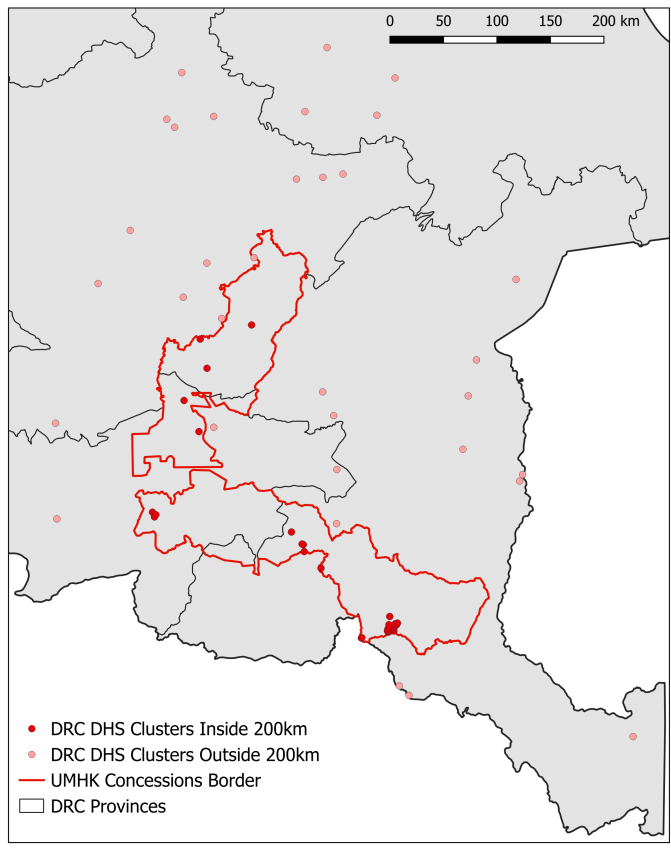 0 50 100 150 200 km
DRC DHS Clusters Inside 200km
DRC DHS Clusters Outside 200km
UMHK Concessions Border
DRC Provinces